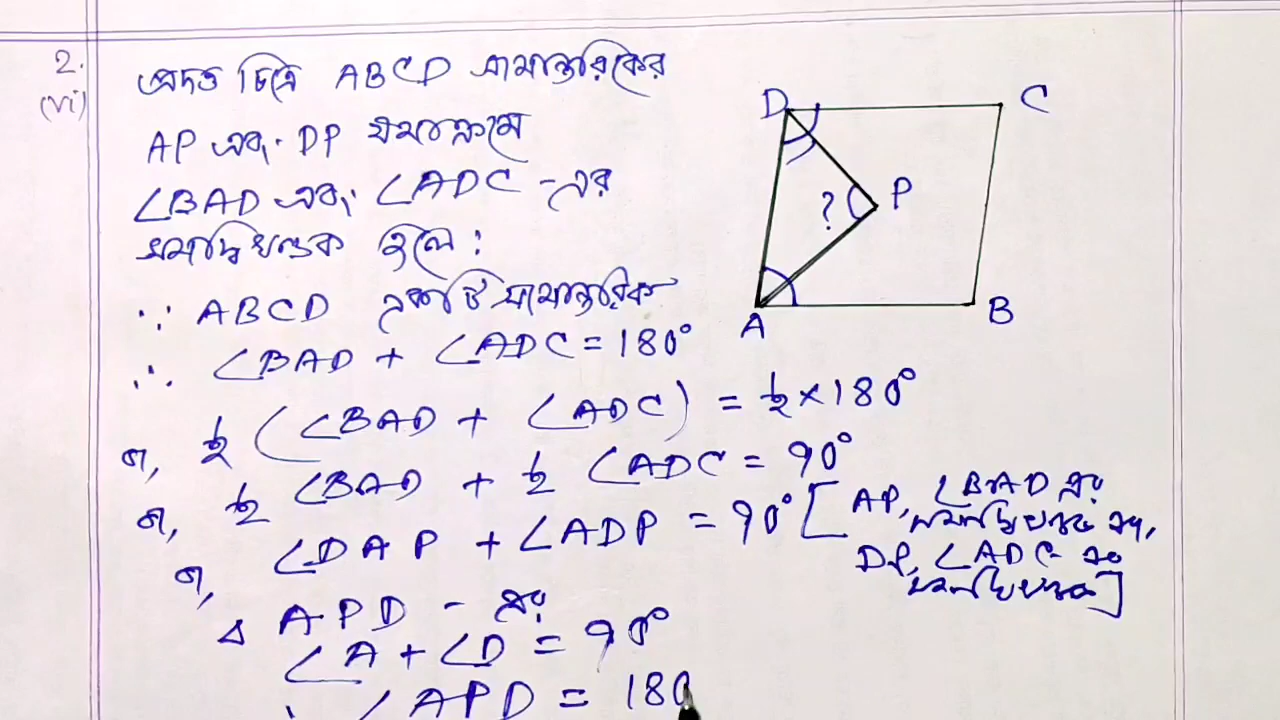 2.
(vi)
প্রদত্ত চিত্রে ABCD সামান্তরিকের
AP এবং DP যথাক্রমে
∠BAD এবং ∠ADC -এর
সমদ্বিখণ্ডক হলে:
∵ ABCD একটি সামান্তরিক
∴ ∠BAD + ∠ADC = 180°
বা, ½ (∠BAD + ∠ADC) = ½ × 180°
বা, ½ ∠BAD + ½ ∠ADC = 90°
বা, ∠DAP + ∠ADP = 90° [AP, ∠BAD এর
সমদ্বিখণ্ডক এবং,
DP, ∠ADC এর
সমদ্বিখণ্ডক]
Δ APD - এর
∠A + ∠D = 90°
∴ ∠APD = 180
D
C
? P
A
B